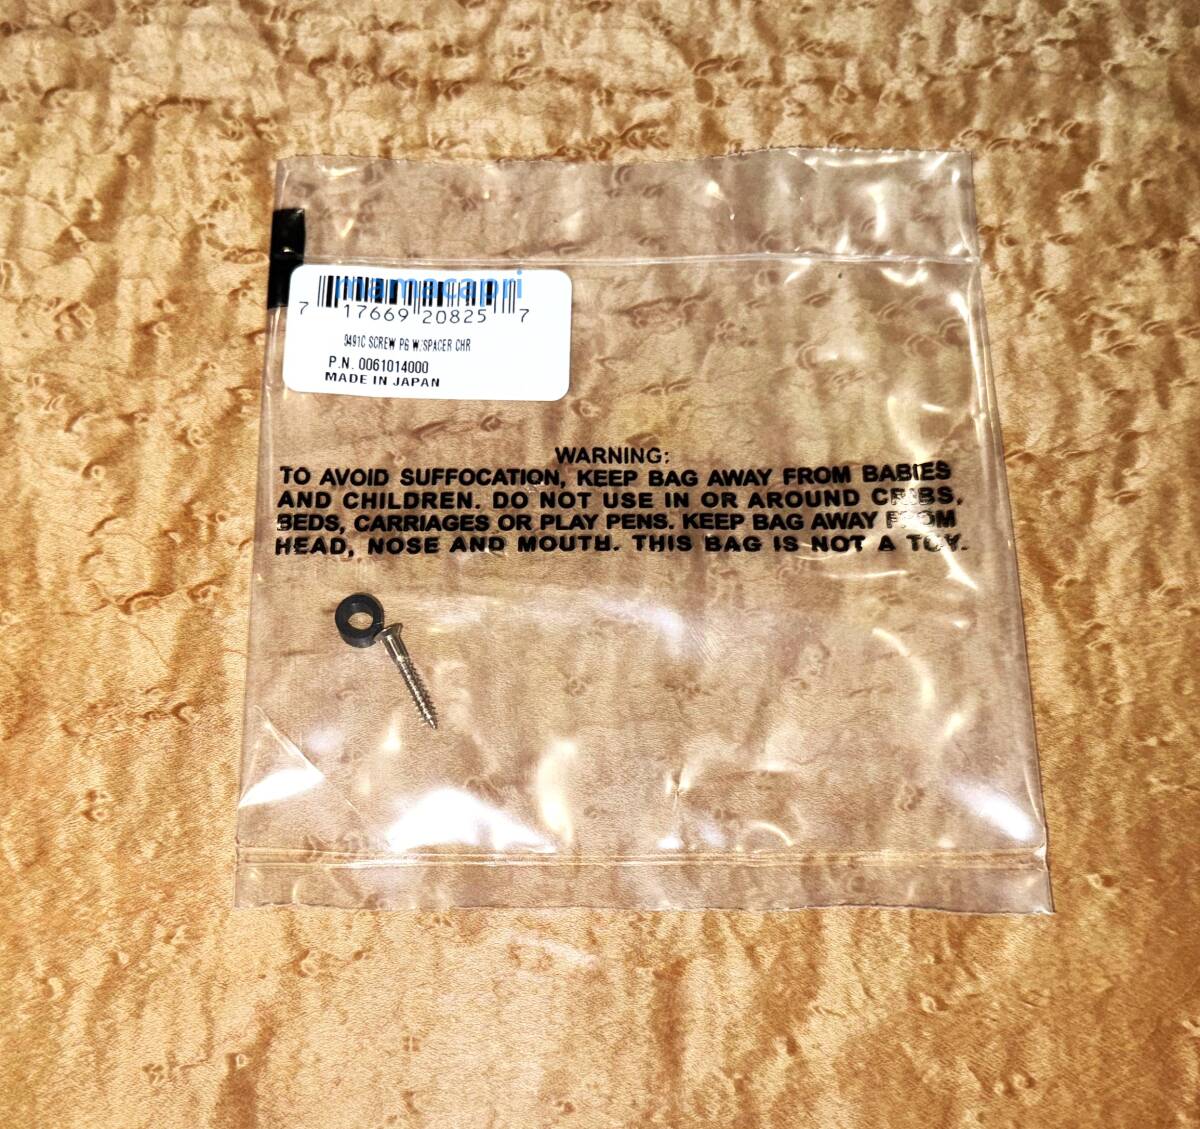 mamacapri
7 17669 20825 7
9491C SCREW PG W/SPACER CHR
P.N. 0061014000
MADE IN JAPAN
WARNING:
TO AVOID SUFFOCATION, KEEP BAG AWAY FROM BABIES
AND CHILDREN. DO NOT USE IN OR AROUND CRIBS,
BEDS, CARRIAGES OR PLAY PENS. KEEP BAG AWAY FROM
HEAD, NOSE AND MOUTH. THIS BAG IS NOT A TOY.